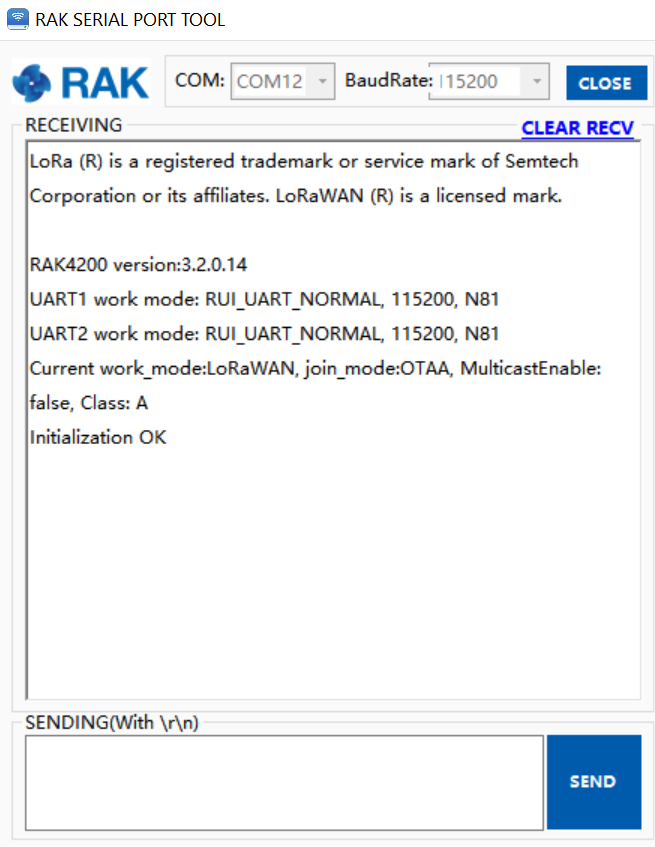 RAK SERIAL PORT TOOL
RAK COM: COM12 BaudRate: 115200 CLOSE
RECEIVING
CLEAR RECV
LoRa (R) is a registered trademark or service mark of Semtech
Corporation or its affiliates. LoRaWAN (R) is a licensed mark.
RAK4200 version:3.2.0.14
UART1 work mode: RUI_UART_NORMAL, 115200, N81
UART2 work mode: RUI_UART_NORMAL, 115200, N81
Current work_mode:LoRaWAN, join_mode:OTAA, MulticastEnable:
false, Class: A
Initialization OK
SENDING(With \r\n)
SEND